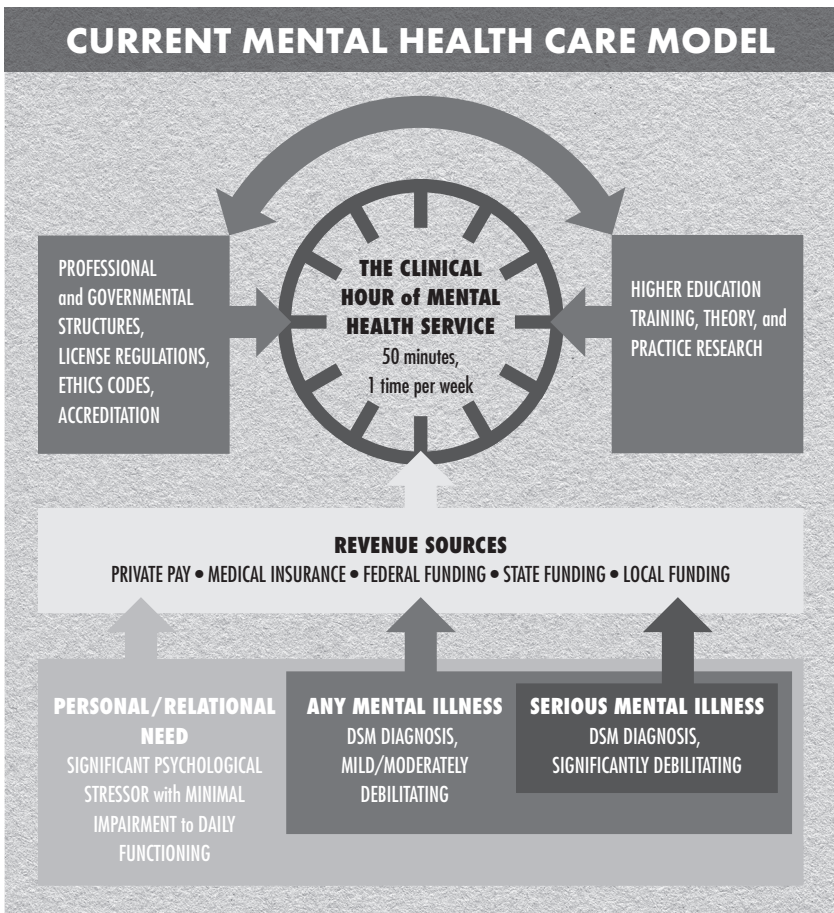 CURRENT MENTAL HEALTH CARE MODEL
PROFESSIONAL
and GOVERNMENTAL
STRUCTURES,
LICENSE REGULATIONS,
ETHICS CODES,
ACCREDITATION
THE CLINICAL
HOUR of MENTAL
HEALTH SERVICE
50 minutes,
1 time per week
HIGHER EDUCATION
TRAINING, THEORY, and
PRACTICE RESEARCH
REVENUE SOURCES
PRIVATE PAY • MEDICAL INSURANCE • FEDERAL FUNDING • STATE FUNDING • LOCAL FUNDING
PERSONAL/RELATIONAL
NEED
SIGNIFICANT PSYCHOLOGICAL
STRESSOR with MINIMAL
IMPAIRMENT to DAILY
FUNCTIONING
ANY MENTAL ILLNESS
DSM DIAGNOSIS,
MILD/MODERATELY
DEBILITATING
SERIOUS MENTAL ILLNESS
DSM DIAGNOSIS,
SIGNIFICANTLY DEBILITATING